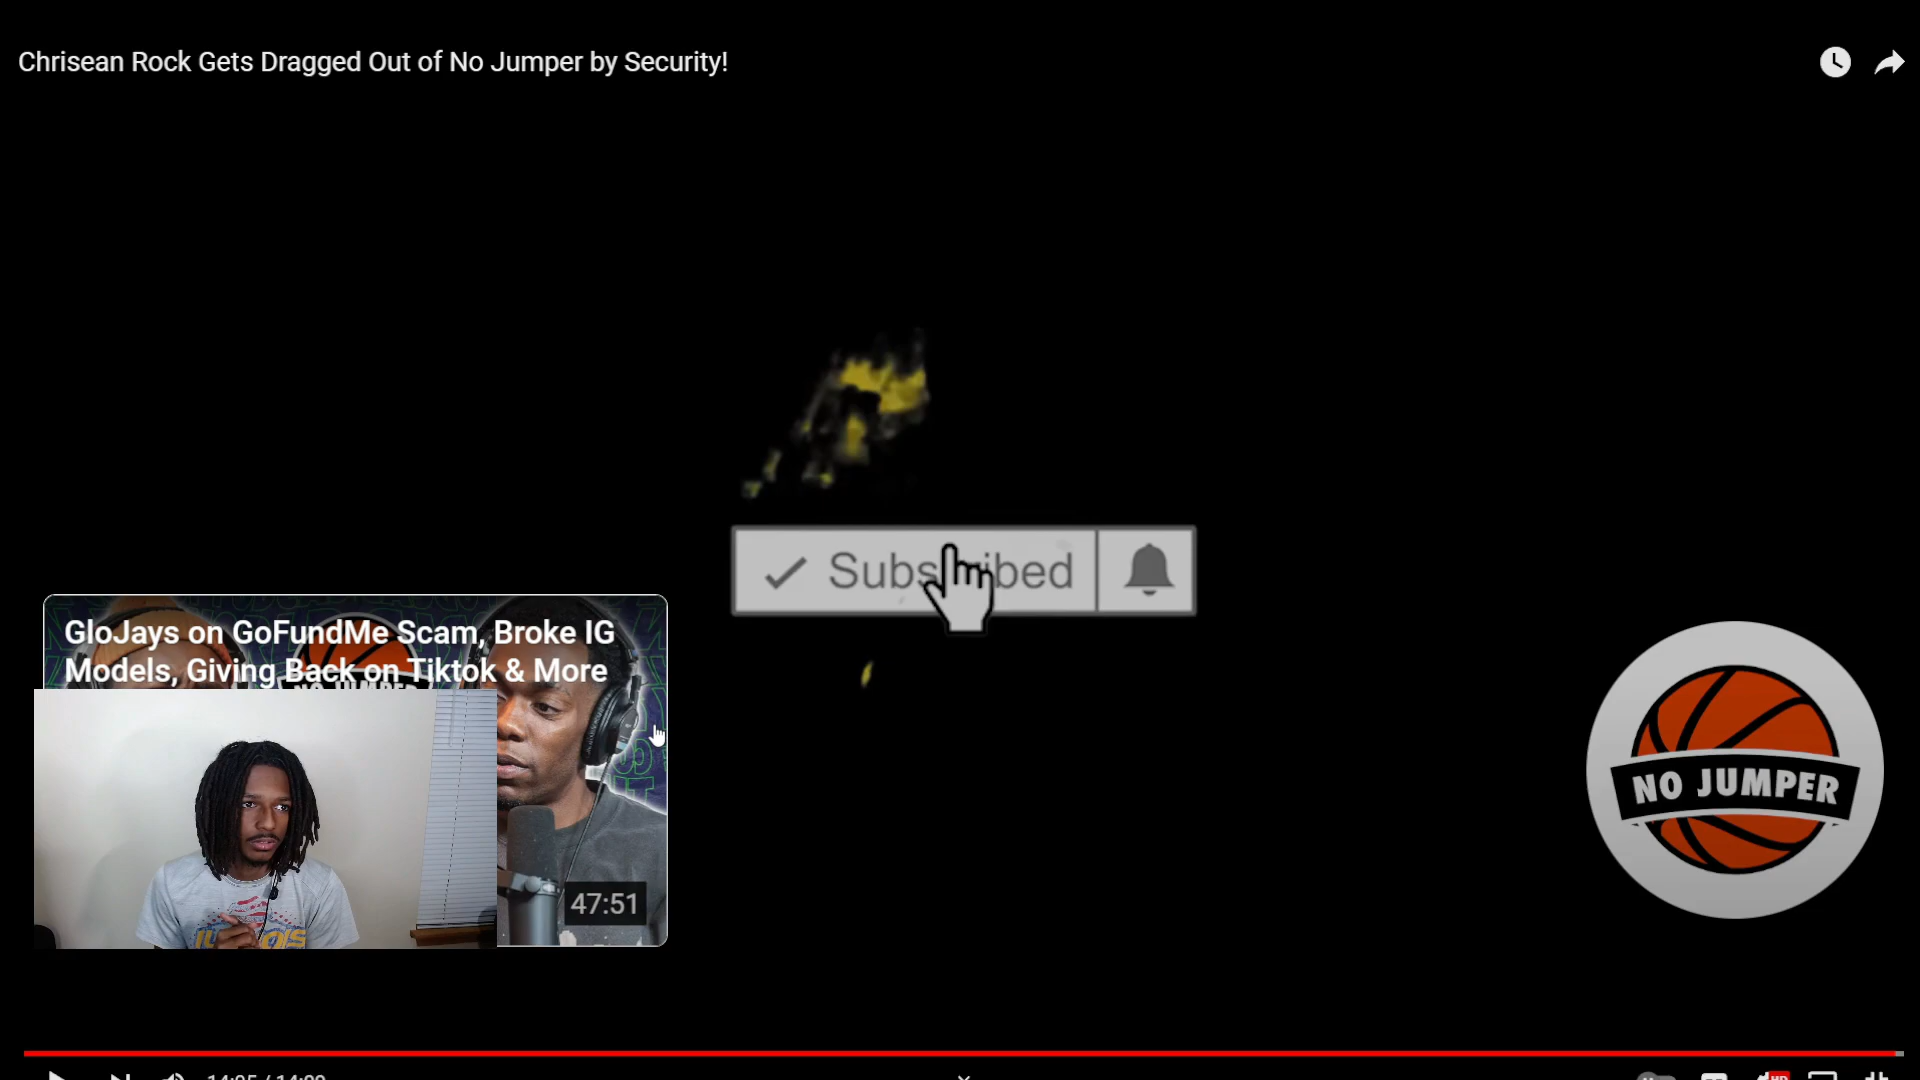 Chrisean Rock Gets Dragged Out of No Jumper by Security!
Subscribed
GloJays on GoFundMe Scam, Broke IG
Models, Giving Back on Tiktok & More
47:51
NO JUMPER
HD